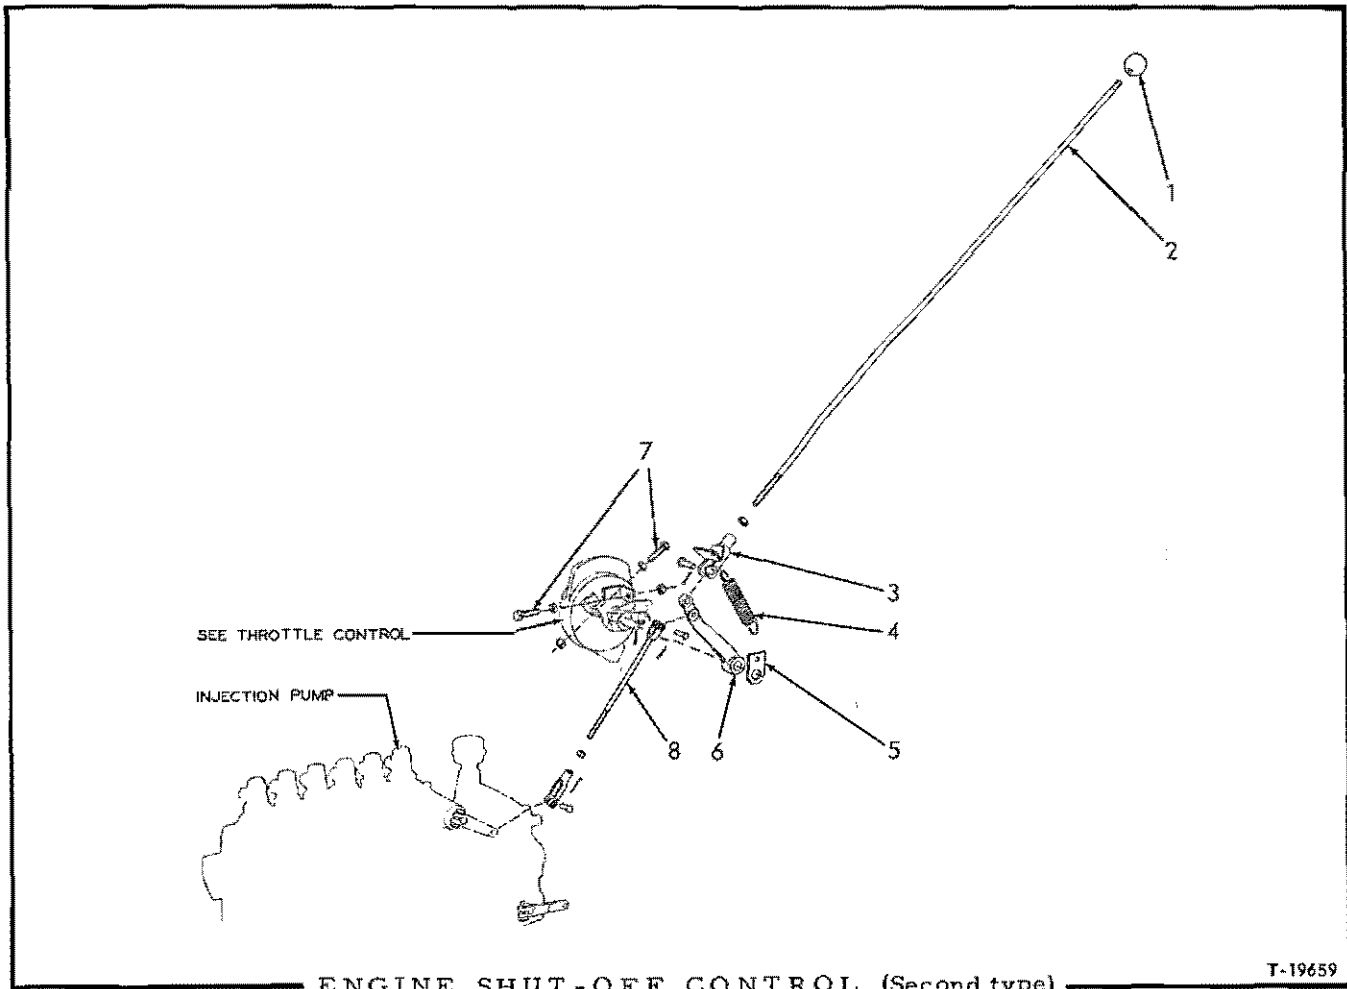 1
2
7
3
SEE THROTTLE CONTROL
4
INJECTION PUMP
8
6
5
ENGINE SHUT-OFF CONTROL (Second type)
T-19659